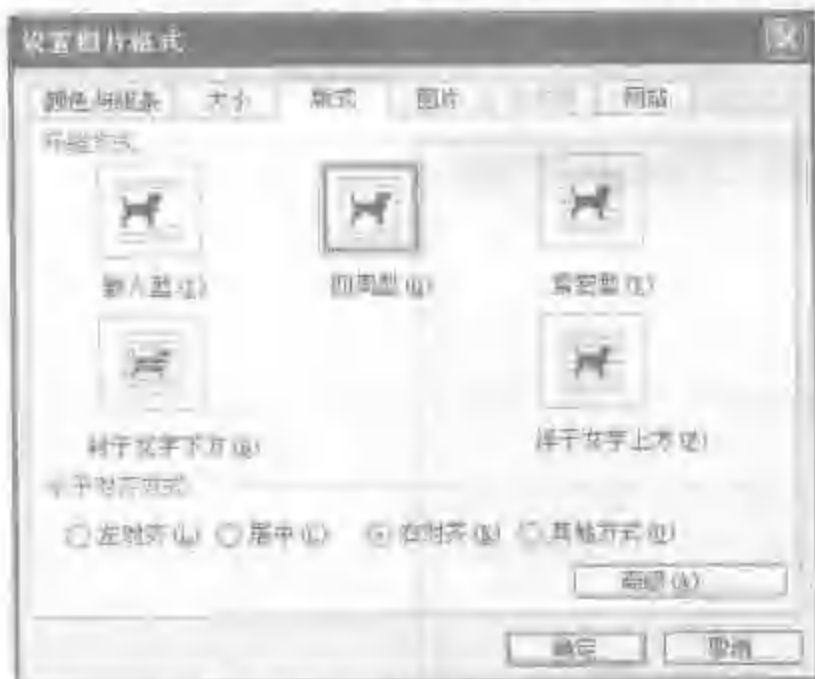 设置图片格式
颜色与线条 大小 版式 图片 网站
环绕方式
嵌入型(I) 四周型(Q) 紧密型(T)
衬于文字下方(B) 浮于文字上方(F)
水平对齐方式
左对齐(L) 居中(C) 右对齐(R) 其他方式(O)
高级(A)
确定 取消